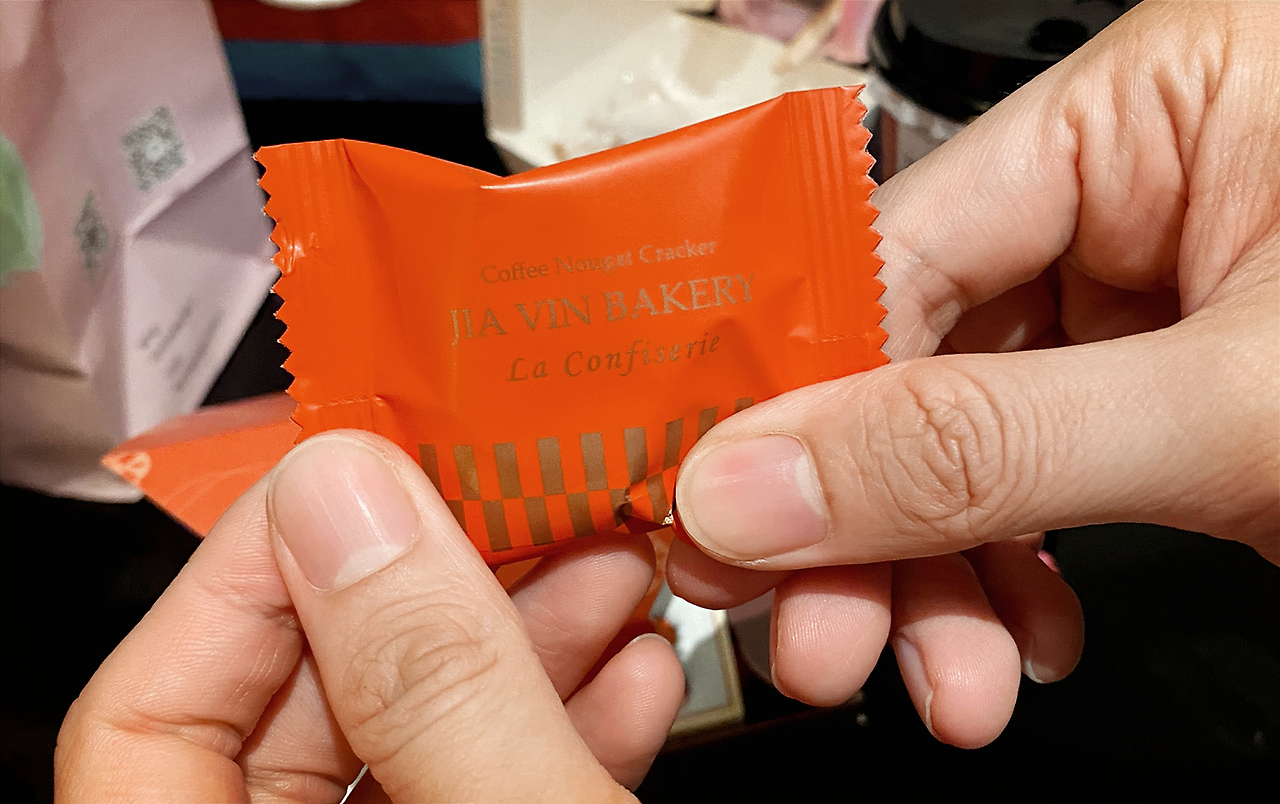 Coffee Nougat Cracker
JIA VIN BAKERY
La Confiserie